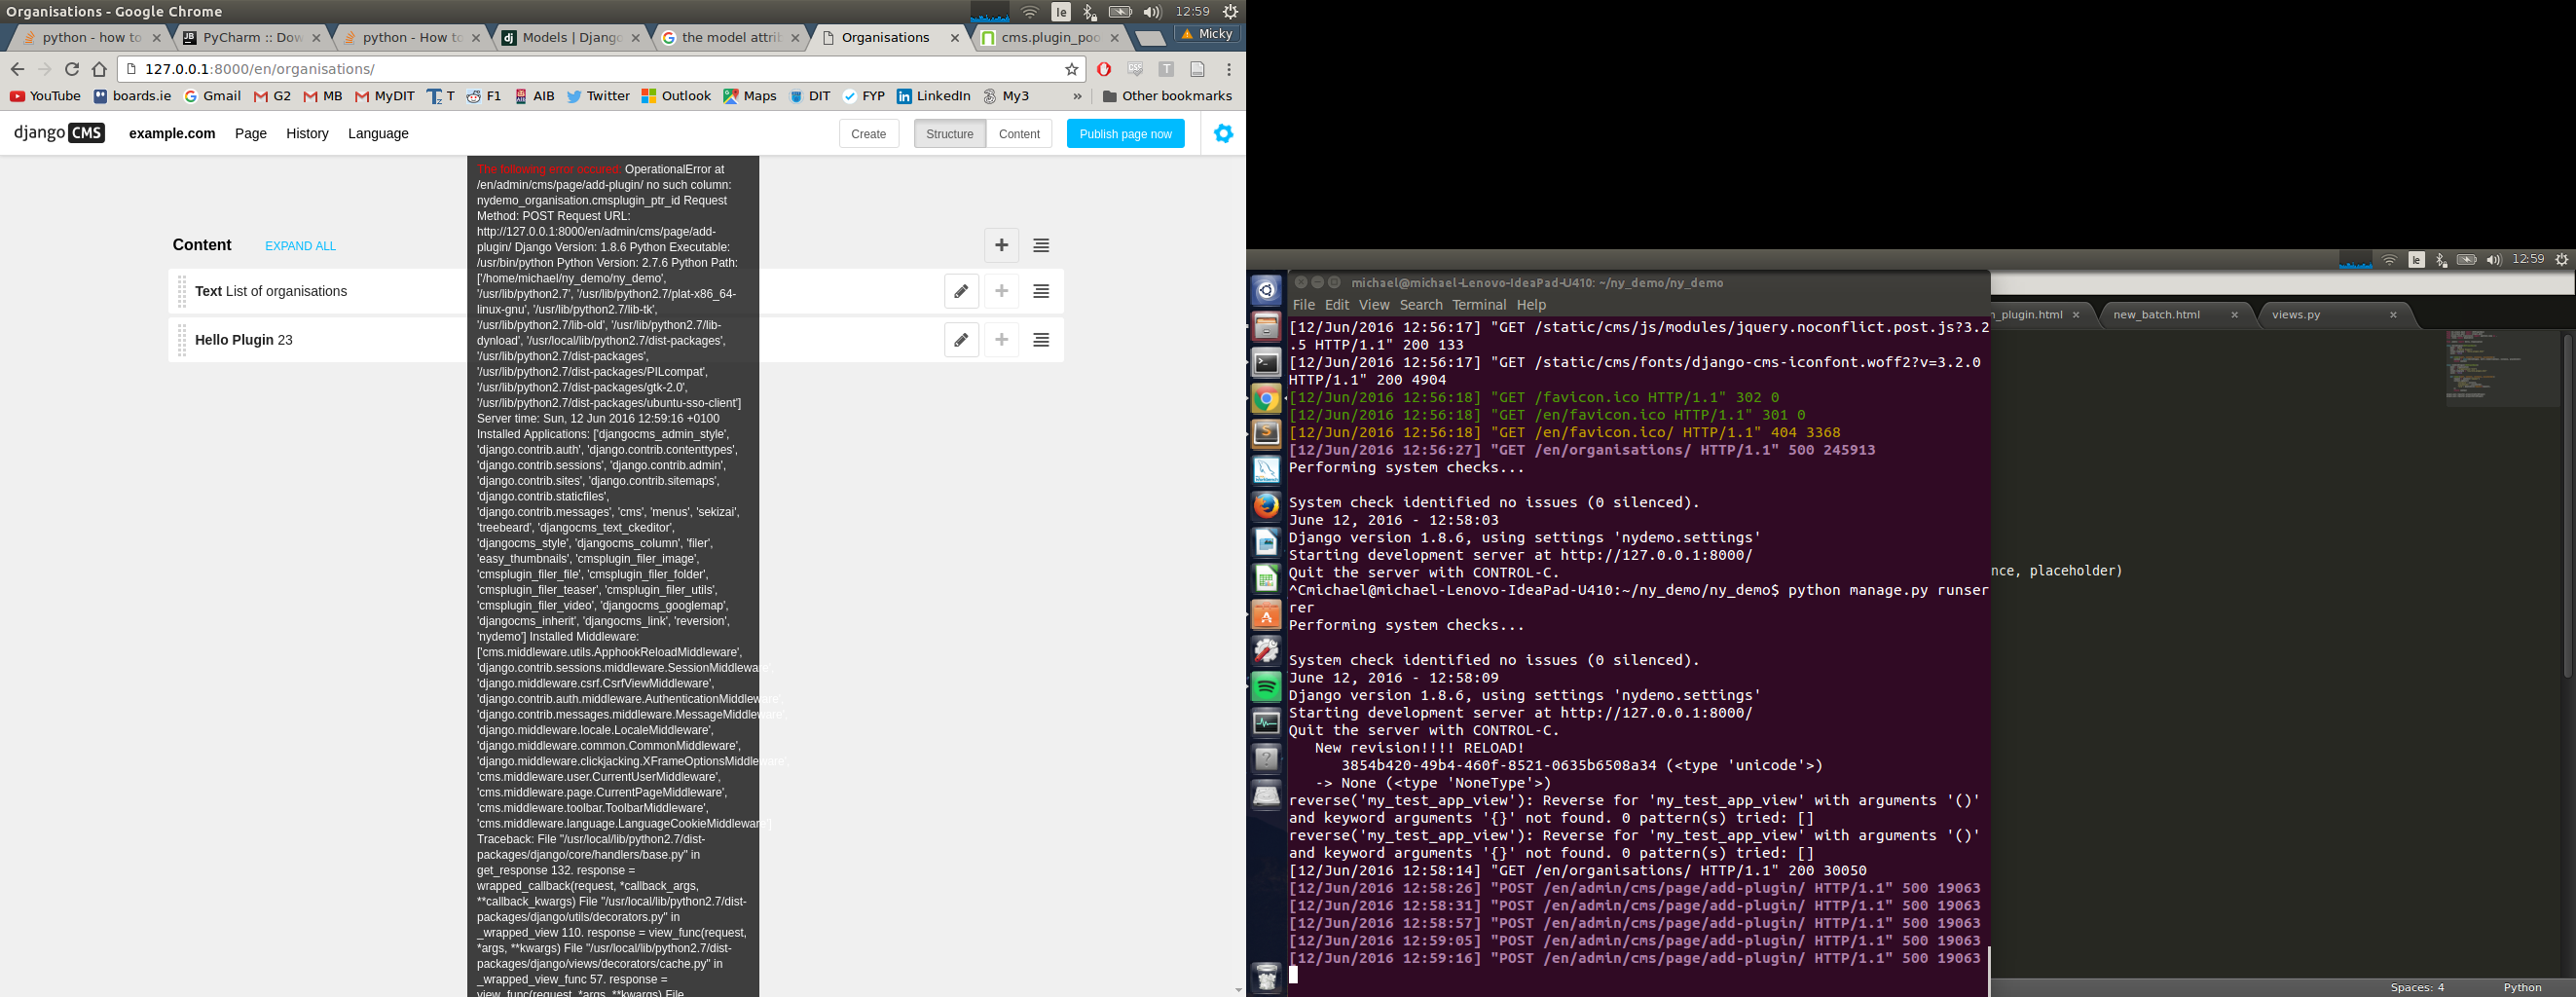 Organisations - Google Chrome
Ie
12:59
python - how to
PyCharm :: Dow
python - How to
Models | Django
the model attrib
Organisations
cms.plugin_poo
Micky
127.0.0.1:8000/en/organisations/
YouTube boards.ie Gmail G2 MB MyDIT T F1 AIB Twitter Outlook Maps DIT FYP LinkedIn My3 » Other bookmarks
django CMS example.com Page History Language Create Structure Content Publish page now
Content EXPAND ALL
Text List of organisations
Hello Plugin 23
The following error occured: OperationalError at
/en/admin/cms/page/add-plugin/ no such column:
nydemo_organisation.cmsplugin_ptr_id Request
Method: POST Request URL:
http://127.0.0.1:8000/en/admin/cms/page/add-
plugin/ Django Version: 1.8.6 Python Executable:
/usr/bin/python Python Version: 2.7.6 Python Path:
['/home/michael/ny_demo/ny_demo',
'/usr/lib/python2.7', '/usr/lib/python2.7/plat-x86_64-
linux-gnu', '/usr/lib/python2.7/lib-tk',
'/usr/lib/python2.7/lib-old', '/usr/lib/python2.7/lib-
dynload', '/usr/local/lib/python2.7/dist-packages',
'/usr/lib/python2.7/dist-packages',
'/usr/lib/python2.7/dist-packages/PILcompat',
'/usr/lib/python2.7/dist-packages/gtk-2.0',
'/usr/lib/python2.7/dist-packages/ubuntu-sso-client']
Server time: Sun, 12 Jun 2016 12:59:16 +0100
Installed Applications: ['djangocms_admin_style',
'django.contrib.auth', 'django.contrib.contenttypes',
'django.contrib.sessions', 'django.contrib.admin',
'django.contrib.sites', 'django.contrib.sitemaps',
'django.contrib.staticfiles',
'django.contrib.messages', 'cms', 'menus', 'sekizai',
'treebeard', 'djangocms_text_ckeditor',
'djangocms_style', 'djangocms_column', 'filer',
'easy_thumbnails', 'cmsplugin_filer_image',
'cmsplugin_filer_file', 'cmsplugin_filer_folder',
'cmsplugin_filer_teaser', 'cmsplugin_filer_utils',
'cmsplugin_filer_video', 'djangocms_googlemap',
'djangocms_inherit', 'djangocms_link', 'reversion',
'nydemo'] Installed Middleware:
['cms.middleware.utils.ApphookReloadMiddleware',
'django.contrib.sessions.middleware.SessionMiddleware',
'django.middleware.csrf.CsrfViewMiddleware',
'django.contrib.auth.middleware.AuthenticationMiddleware',
'django.contrib.messages.middleware.MessageMiddleware',
'django.middleware.locale.LocaleMiddleware',
'django.middleware.common.CommonMiddleware',
'django.middleware.clickjacking.XFrameOptionsMiddleware',
'cms.middleware.user.CurrentUserMiddleware',
'cms.middleware.page.CurrentPageMiddleware',
'cms.middleware.toolbar.ToolbarMiddleware',
'cms.middleware.language.LanguageCookieMiddleware']
Traceback: File "/usr/local/lib/python2.7/dist-
packages/django/core/handlers/base.py" in
get_response 132. response =
wrapped_callback(request, *callback_args,
**callback_kwargs) File "/usr/local/lib/python2.7/dist-
packages/django/utils/decorators.py" in
_wrapped_view 110. response = view_func(request,
*args, **kwargs) File "/usr/local/lib/python2.7/dist-
packages/django/views/decorators/cache.py" in
_wrapped_view_func 57. response =
view_func(request, *args, **kwargs) File
Ie 12:59
michael@michael-Lenovo-IdeaPad-U410: ~/ny_demo/ny_demo
File Edit View Search Terminal Help
[12/Jun/2016 12:56:17] "GET /static/cms/js/modules/jquery.noconflict.post.js?3.2
.5 HTTP/1.1" 200 133
[12/Jun/2016 12:56:17] "GET /static/cms/fonts/django-cms-iconfont.woff2?v=3.2.0
HTTP/1.1" 200 4904
[12/Jun/2016 12:56:18] "GET /favicon.ico HTTP/1.1" 302 0
[12/Jun/2016 12:56:18] "GET /en/favicon.ico HTTP/1.1" 301 0
[12/Jun/2016 12:56:18] "GET /en/favicon.ico/ HTTP/1.1" 404 3368
[12/Jun/2016 12:56:27] "GET /en/organisations/ HTTP/1.1" 500 245913
Performing system checks...
System check identified no issues (0 silenced).
June 12, 2016 - 12:58:03
Django version 1.8.6, using settings 'nydemo.settings'
Starting development server at http://127.0.0.1:8000/
Quit the server with CONTROL-C.
^Cmichael@michael-Lenovo-IdeaPad-U410:~/ny_demo/ny_demo$ python manage.py runser
rer
Performing system checks...
System check identified no issues (0 silenced).
June 12, 2016 - 12:58:09
Django version 1.8.6, using settings 'nydemo.settings'
Starting development server at http://127.0.0.1:8000/
Quit the server with CONTROL-C.
New revision!!!! RELOAD!
3854b420-49b4-460f-8521-0635b6508a34 (<type 'unicode'>)
-> None (<type 'NoneType'>)
reverse('my_test_app_view'): Reverse for 'my_test_app_view' with arguments '()'
and keyword arguments '{}' not found. 0 pattern(s) tried: []
reverse('my_test_app_view'): Reverse for 'my_test_app_view' with arguments '()'
and keyword arguments '{}' not found. 0 pattern(s) tried: []
[12/Jun/2016 12:58:14] "GET /en/organisations/ HTTP/1.1" 200 30050
[12/Jun/2016 12:58:26] "POST /en/admin/cms/page/add-plugin/ HTTP/1.1" 500 19063
[12/Jun/2016 12:58:31] "POST /en/admin/cms/page/add-plugin/ HTTP/1.1" 500 19063
[12/Jun/2016 12:58:57] "POST /en/admin/cms/page/add-plugin/ HTTP/1.1" 500 19063
[12/Jun/2016 12:59:05] "POST /en/admin/cms/page/add-plugin/ HTTP/1.1" 500 19063
[12/Jun/2016 12:59:16] "POST /en/admin/cms/page/add-plugin/ HTTP/1.1" 500 19063
n_plugin.html new_batch.html views.py
nce, placeholder)
Spaces: 4 Python